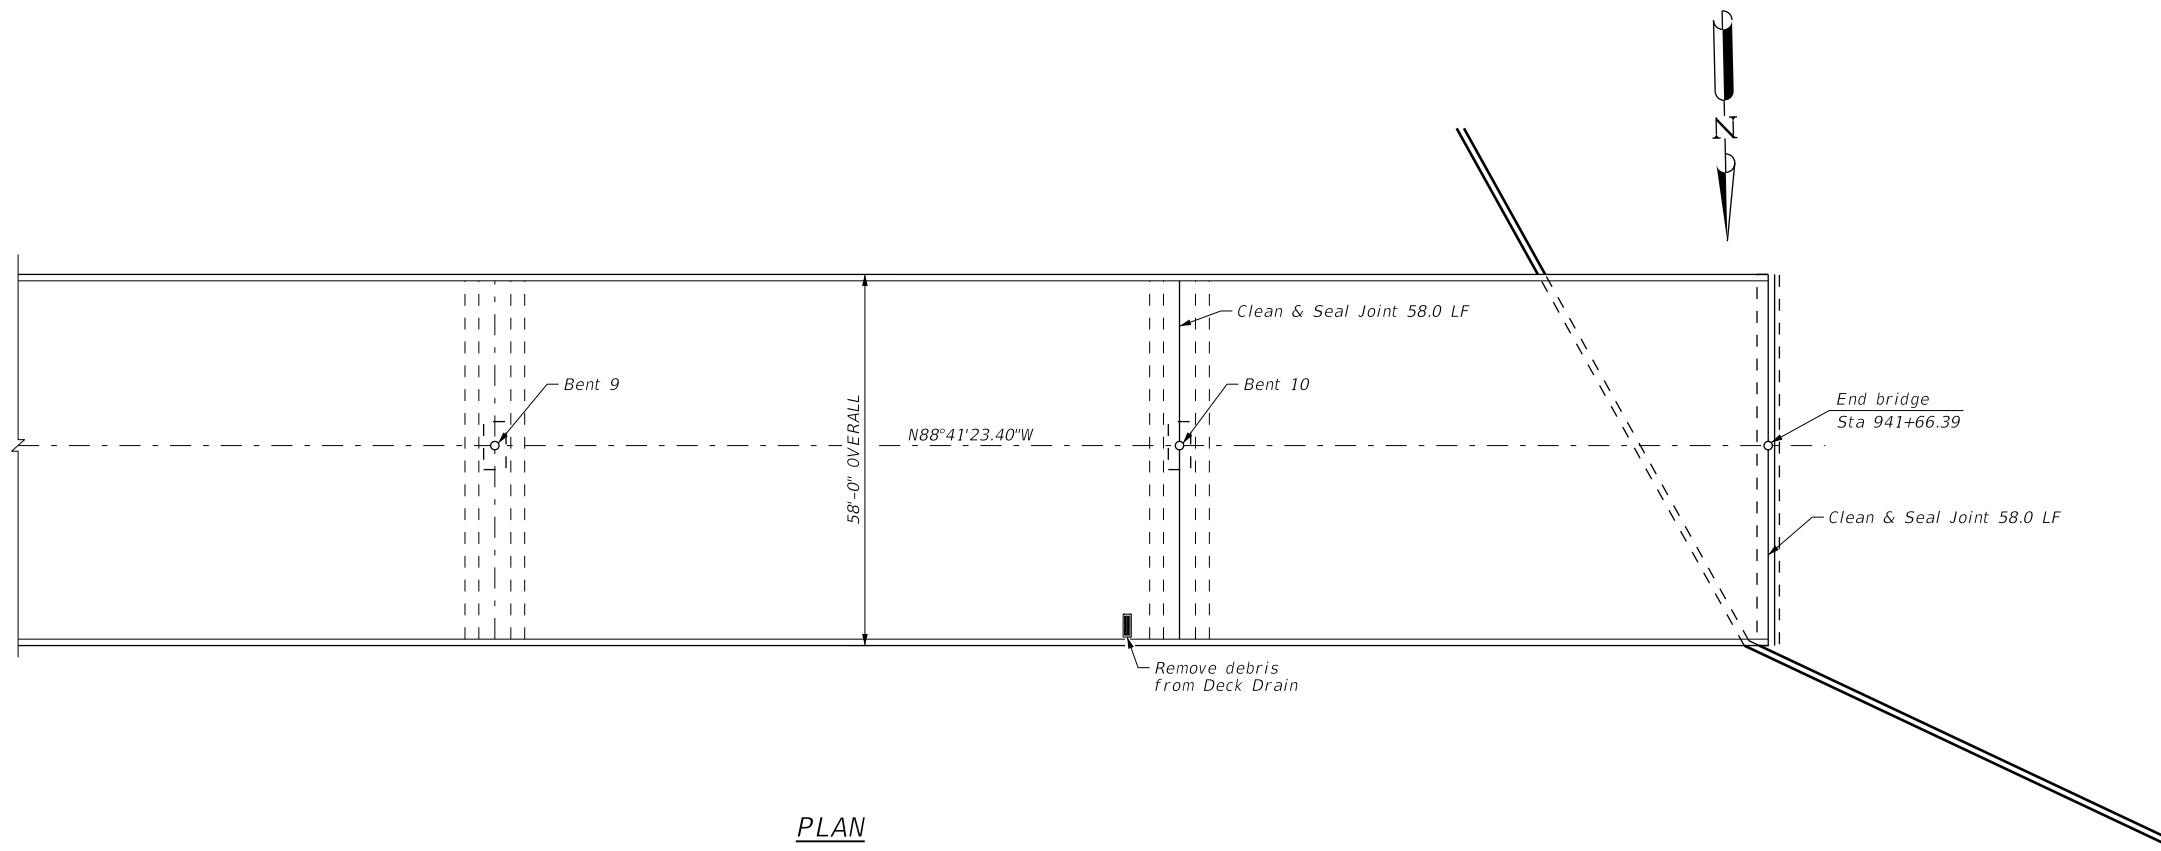 N
Clean & Seal Joint 58.0 LF
Bent 9
Bent 10
58'-0" OVERALL
N88°41'23.40"W
End bridge
Sta 941+66.39
Clean & Seal Joint 58.0 LF
Remove debris
from Deck Drain
PLAN